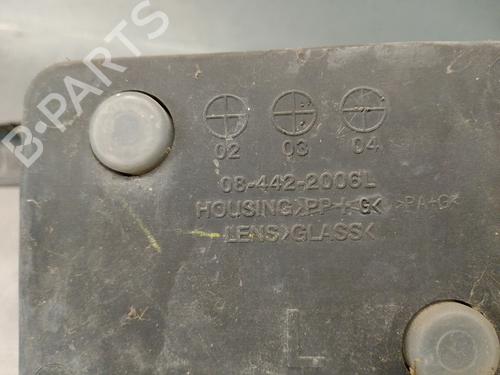 B-PARTS
02 03 04
08-442-2006L
HOUSING>PP+G< >PA+G<
LENS>GLASS<
L